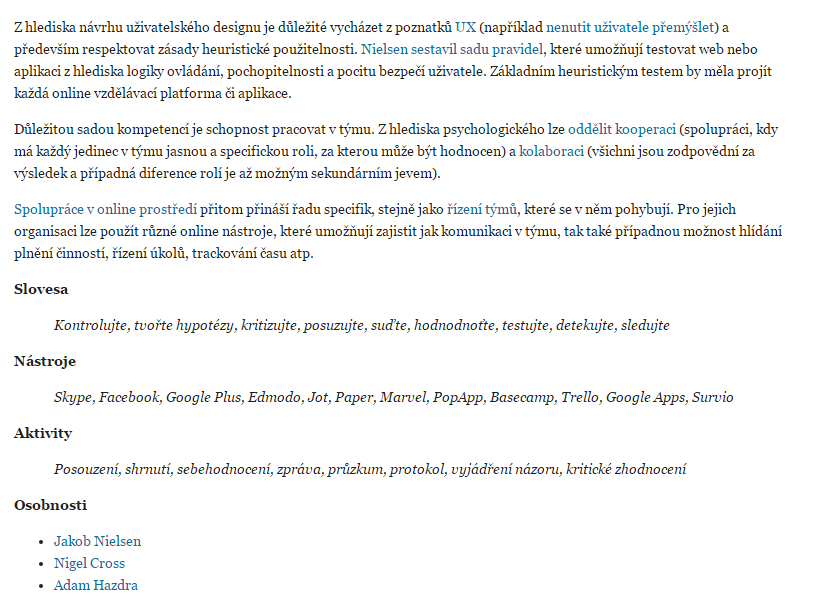 Z hlediska návrhu uživatelského designu je důležité vycházet z poznatků UX (například nenutit uživatele přemýšlet) a
především respektovat zásady heuristické použitelnosti. Nielsen sestavil sadu pravidel, které umožňují testovat web nebo
aplikaci z hlediska logiky ovládání, pochopitelnosti a pocitu bezpečí uživatele. Základním heuristickým testem by měla projít
každá online vzdělávací platforma či aplikace.
Důležitou sadou kompetencí je schopnost pracovat v týmu. Z hlediska psychologického lze oddělit kooperaci (spolupráci, kdy
má každý jedinec v týmu jasnou a specifickou roli, za kterou může být hodnocen) a kolaboraci (všichni jsou zodpovědní za
výsledek a případná diference rolí je až možným sekundárním jevem).
Spolupráce v online prostředí přitom přináší řadu specifik, stejně jako řízení týmů, které se v něm pohybují. Pro jejich
organisaci lze použít různé online nástroje, které umožňují zajistit jak komunikaci v týmu, tak také případnou možnost hlídání
plnění činností, řízení úkolů, trackování času atp.
Slovesa
Kontrolujte, tvořte hypotézy, kritizujte, posuzujte, suďte, hodnodnoťte, testujte, detekujte, sledujte
Nástroje
Skype, Facebook, Google Plus, Edmodo, Jot, Paper, Marvel, PopApp, Basecamp, Trello, Google Apps, Survio
Aktivity
Posouzení, shrnutí, sebehodnocení, zpráva, průzkum, protokol, vyjádření názoru, kritické zhodnocení
Osobnosti
• Jakob Nielsen
• Nigel Cross
• Adam Hazdra